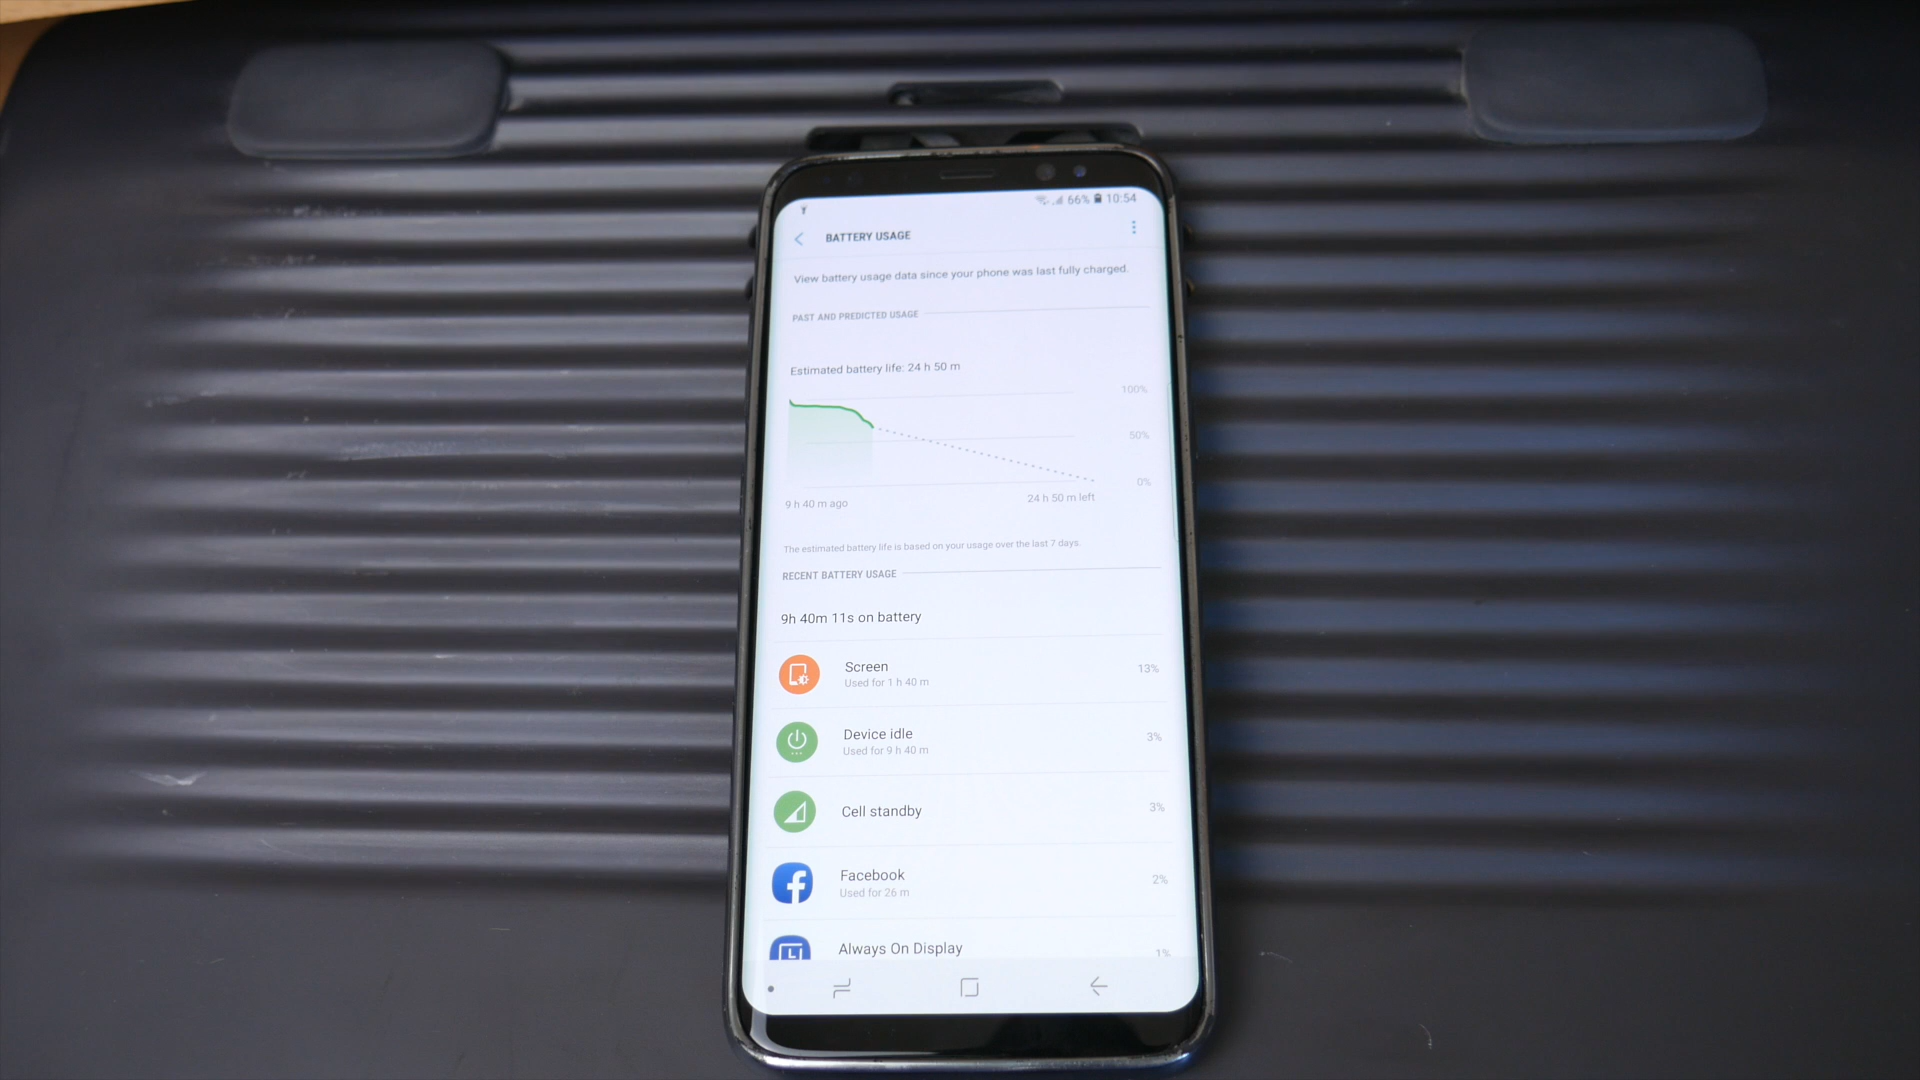 66% 10:54
BATTERY USAGE
View battery usage data since your phone was last fully charged.
PAST AND PREDICTED USAGE
Estimated battery life: 24 h 50 m
100%
50%
0%
9 h 40 m ago 24 h 50 m left
The estimated battery life is based on your usage over the last 7 days.
RECENT BATTERY USAGE
9h 40m 11s on battery
Screen 13%
Used for 1 h 40 m
Device idle 3%
Used for 9 h 40 m
Cell standby 3%
Facebook 2%
Used for 26 m
Always On Display 1%